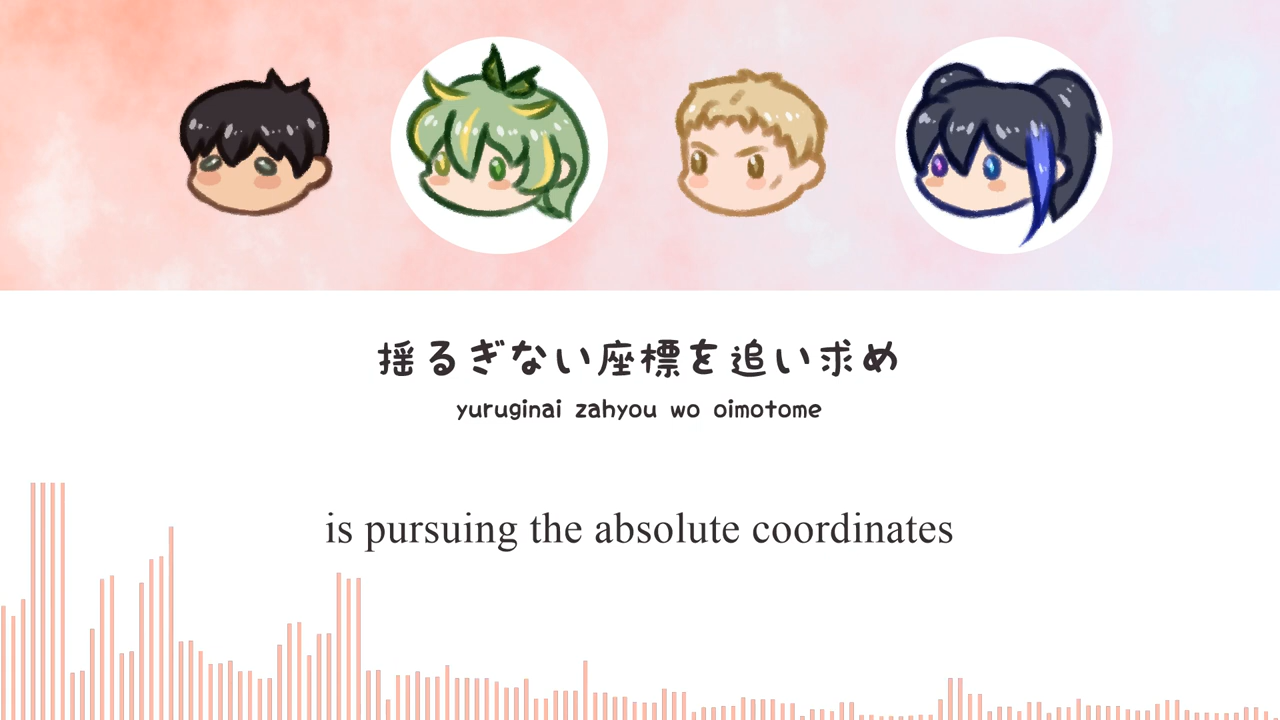 揺るぎない座標を追い求め
yuruginai zahyou wo oimotome
is pursuing the absolute coordinates